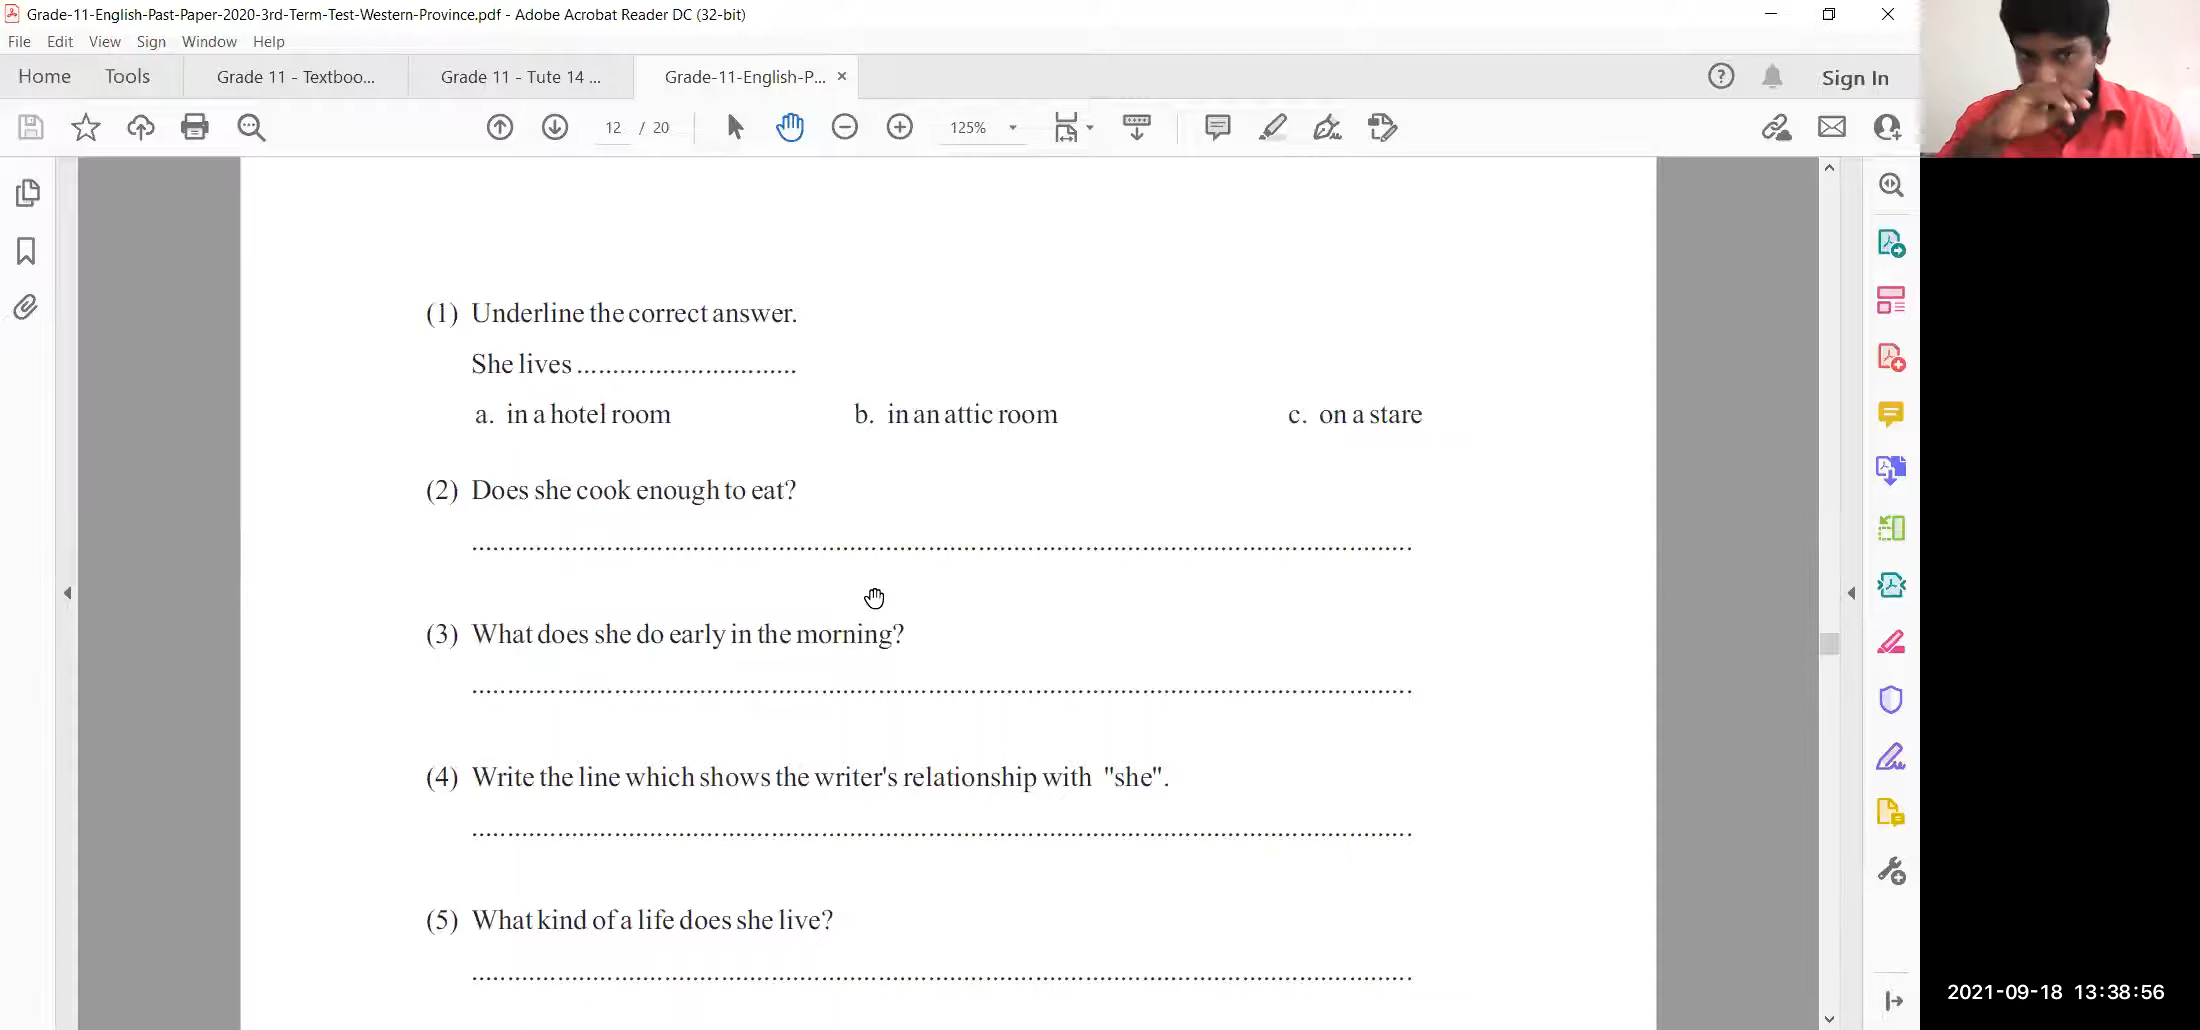 Grade-11-English-Past-Paper-2020-3rd-Term-Test-Western-Province.pdf - Adobe Acrobat Reader DC (32-bit)
File Edit View Sign Window Help
Home Tools Grade 11 - Textboo... Grade 11 - Tute 14 ... Grade-11-English-P... × Sign In
12 / 20 125%
(1) Underline the correct answer.
She lives ...............................
a. in a hotel room b. in an attic room c. on a stare
(2) Does she cook enough to eat?
....................................................................................................................................
(3) What does she do early in the morning?
....................................................................................................................................
(4) Write the line which shows the writer's relationship with "she".
....................................................................................................................................
(5) What kind of a life does she live?
....................................................................................................................................
2021-09-18 13:38:56